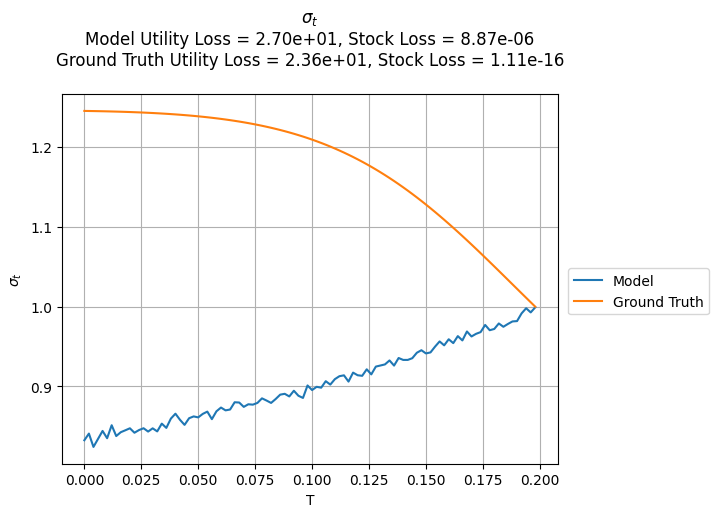 σₜ
Model Utility Loss = 2.70e+01, Stock Loss = 8.87e-06
Ground Truth Utility Loss = 2.36e+01, Stock Loss = 1.11e-16
1.2
1.1
1.0
0.9
σₜ
Model
Ground Truth
0.000 0.025 0.050 0.075 0.100 0.125 0.150 0.175 0.200
T